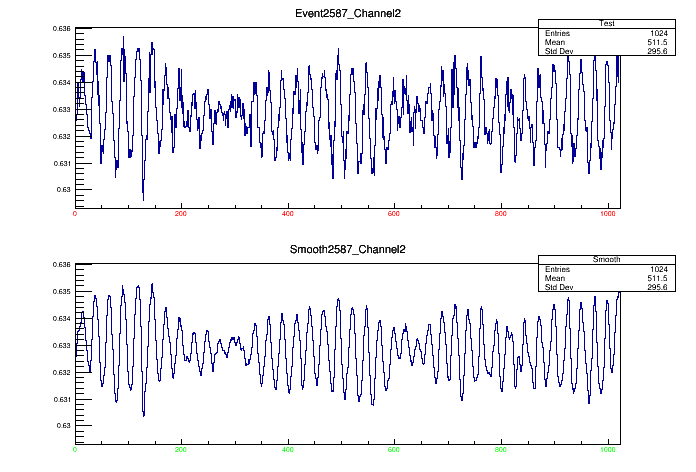 Event2587_Channel2
Test
Entries 1024
Mean 511.5
Std Dev 295.6
0.636
0.635
0.634
0.633
0.632
0.631
0.63
0 200 400 600 800 1000
Smooth2587_Channel2
Smooth
Entries 1024
Mean 511.5
Std Dev 295.6
0.636
0.635
0.634
0.633
0.632
0.631
0.63
0 200 400 600 800 1000